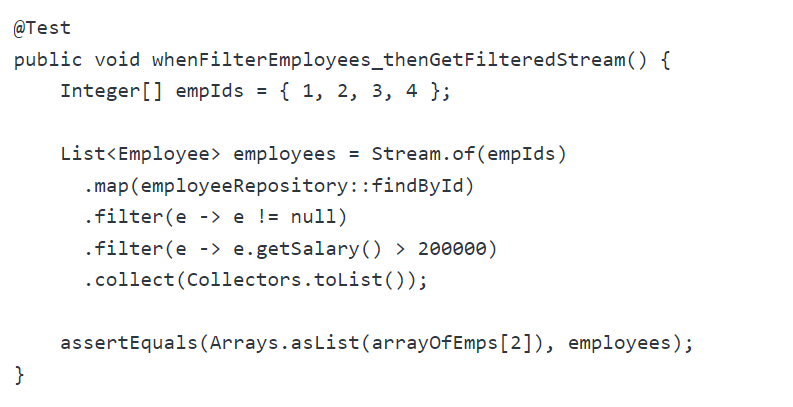 @Test
public void whenFilterEmployees_thenGetFilteredStream() {
    Integer[] empIds = { 1, 2, 3, 4 };
    List<Employee> employees = Stream.of(empIds)
      .map(employeeRepository::findById)
      .filter(e -> e != null)
      .filter(e -> e.getSalary() > 200000)
      .collect(Collectors.toList());
    assertEquals(Arrays.asList(arrayOfEmps[2]), employees);
}